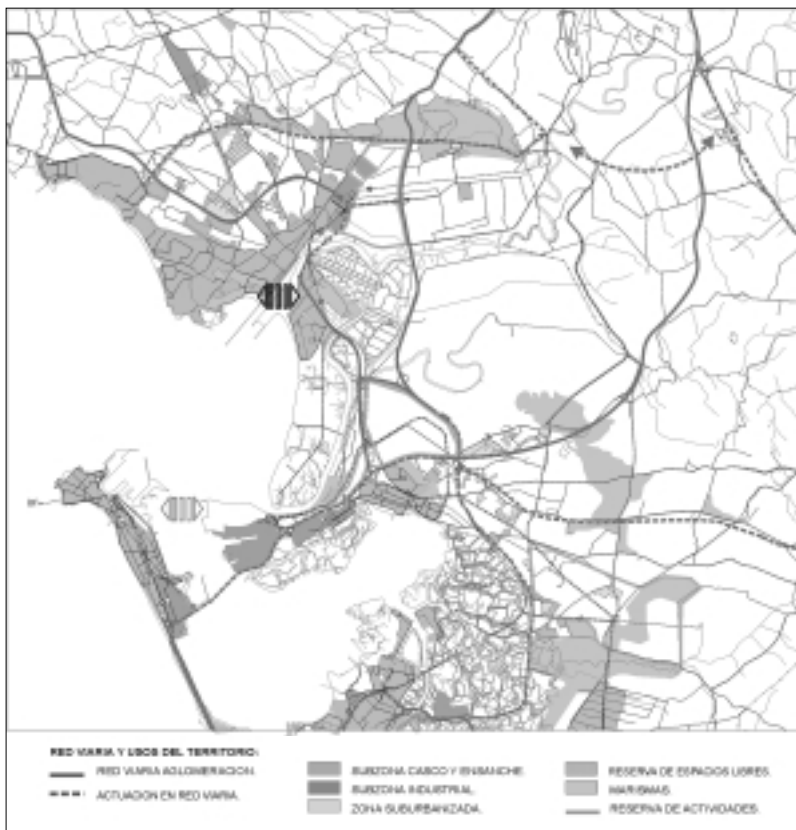 RED VIARIA Y USOS DEL TERRITORIO:
RED VIARIA AGLOMERACION.
ACTUACION EN RED VIARIA.
SUBZONA CASCO Y ENSANCHE.
SUBZONA INDUSTRIAL
ZONA SUBURBANIZADA.
RESERVA DE ESPACIOS LIBRES.
MARISMAS.
RESERVA DE ACTIVIDADES.